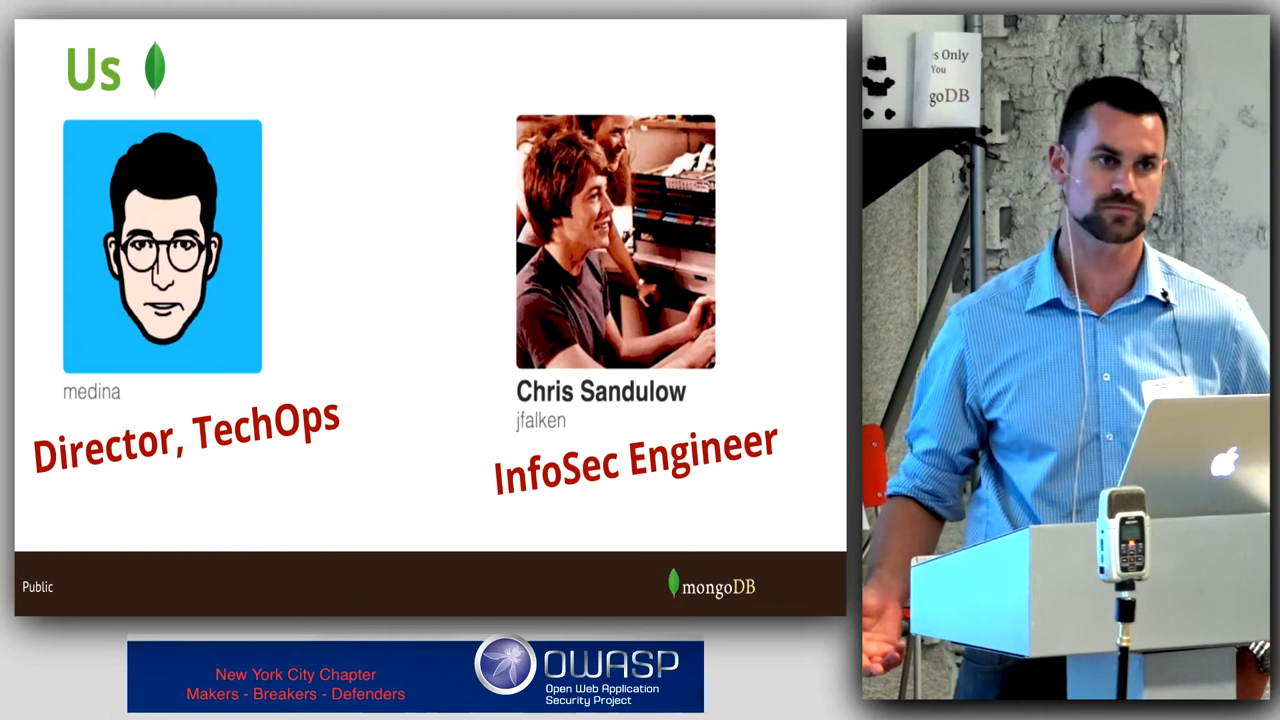 Us
medina
Director, TechOps
Chris Sandulow
jfalken
InfoSec Engineer
Public
mongoDB
New York City Chapter
Makers - Breakers - Defenders
OWASP
Open Web Application
Security Project
s Only
You
goDB